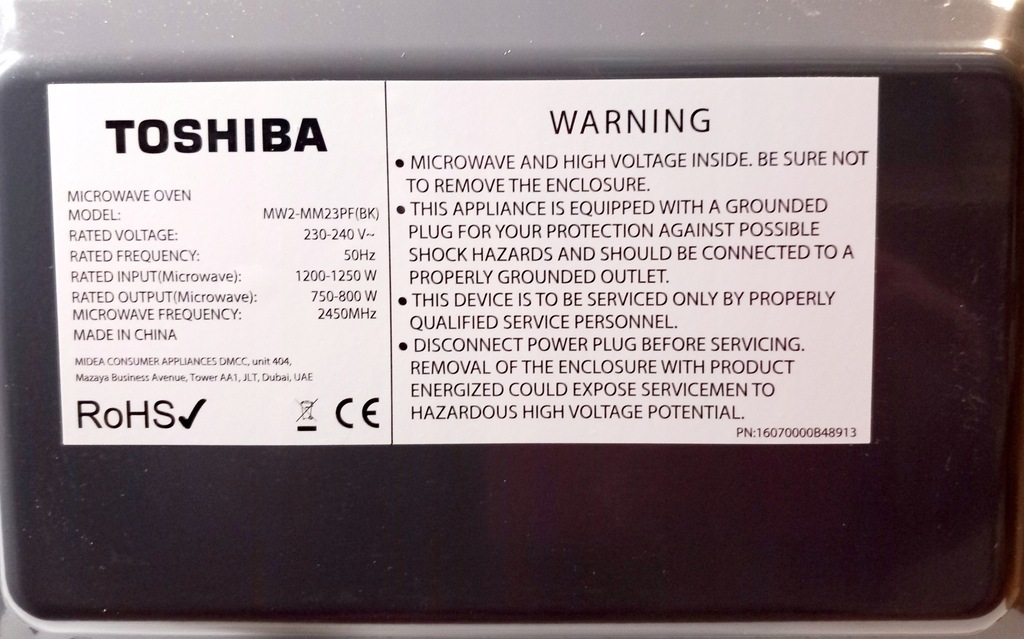 TOSHIBA
MICROWAVE OVEN
MODEL: MW2-MM23PF(BK)
RATED VOLTAGE: 230-240 V~
RATED FREQUENCY: 50Hz
RATED INPUT(Microwave): 1200-1250 W
RATED OUTPUT(Microwave): 750-800 W
MICROWAVE FREQUENCY: 2450MHz
MADE IN CHINA
MIDEA CONSUMER APPLIANCES DMCC, unit 404,
Mazaya Business Avenue, Tower AA1, JLT, Dubai, UAE
RoHS✓ CE
WARNING
• MICROWAVE AND HIGH VOLTAGE INSIDE. BE SURE NOT
TO REMOVE THE ENCLOSURE.
• THIS APPLIANCE IS EQUIPPED WITH A GROUNDED
PLUG FOR YOUR PROTECTION AGAINST POSSIBLE
SHOCK HAZARDS AND SHOULD BE CONNECTED TO A
PROPERLY GROUNDED OUTLET.
• THIS DEVICE IS TO BE SERVICED ONLY BY PROPERLY
QUALIFIED SERVICE PERSONNEL.
• DISCONNECT POWER PLUG BEFORE SERVICING.
REMOVAL OF THE ENCLOSURE WITH PRODUCT
ENERGIZED COULD EXPOSE SERVICEMEN TO
HAZARDOUS HIGH VOLTAGE POTENTIAL.
PN:16070000B48913